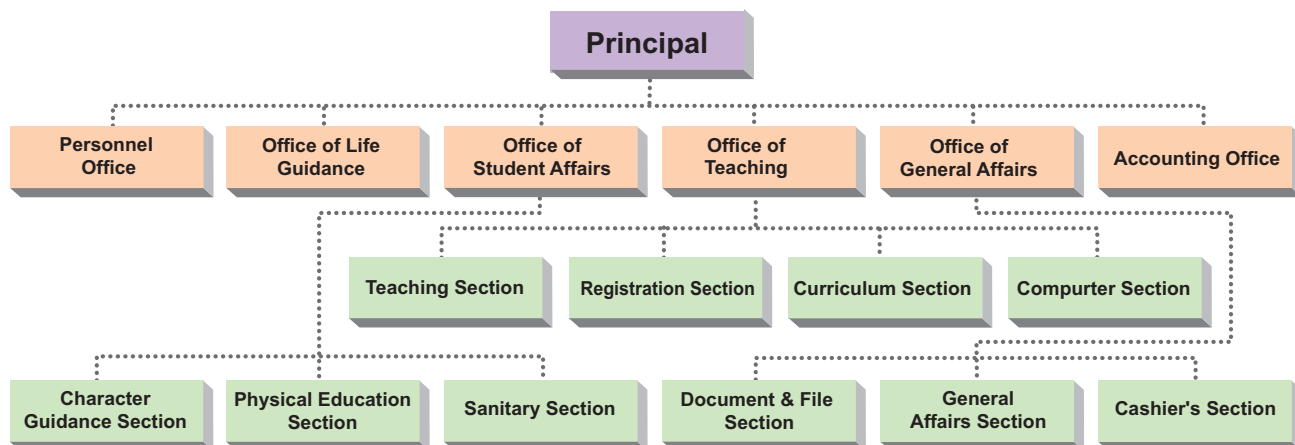 Principal
Personnel
Office
Office of Life
Guidance
Office of
Student Affairs
Office of
Teaching
Office of
General Affairs
Accounting Office
Teaching Section
Registration Section
Curriculum Section
Compurter Section
Character
Guidance Section
Physical Education
Section
Sanitary Section
Document & File
Section
General
Affairs Section
Cashier's Section